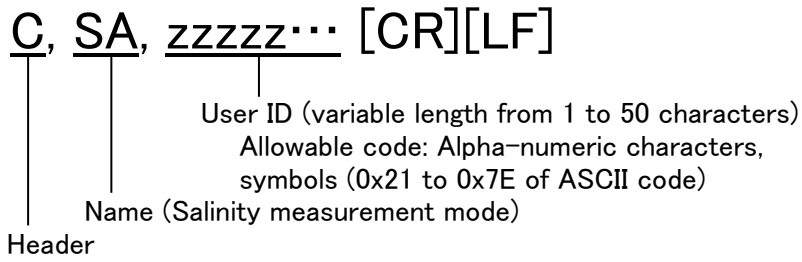 C, SA, zzzzz··· [CR][LF]
User ID (variable length from 1 to 50 characters)
Allowable code: Alpha-numeric characters,
symbols (0x21 to 0x7E of ASCII code)
Name (Salinity measurement mode)
Header